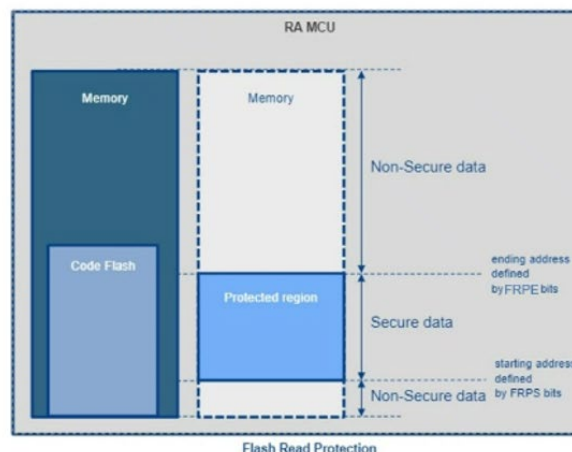 RA MCU
Memory
Memory
Non-Secure data
Code Flash
ending address
defined
by FRPE bits
Protected region
Secure data
starting address
defined
by FRPS bits
Non-Secure data
Flash Read Protection